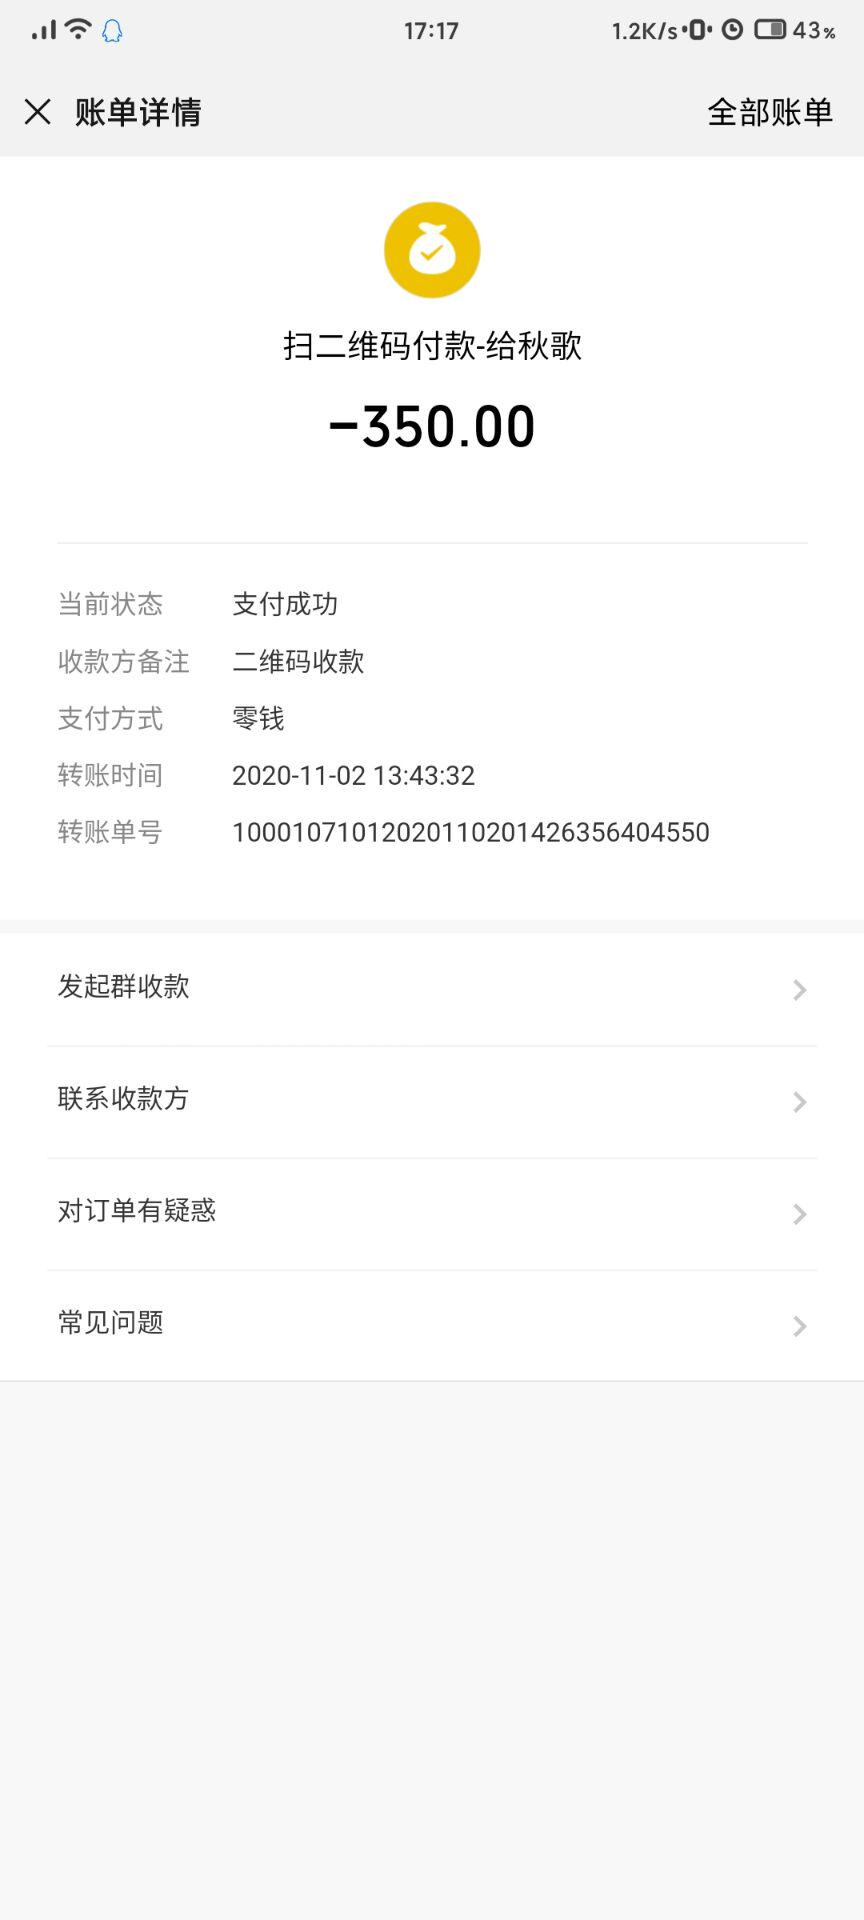 17:17
1.2K/s
43%
账单详情
全部账单
扫二维码付款-给秋歌
-350.00
当前状态 支付成功
收款方备注 二维码收款
支付方式 零钱
转账时间 2020-11-02 13:43:32
转账单号 1000107101202011020142635640 4550
发起群收款
联系收款方
对订单有疑惑
常见问题